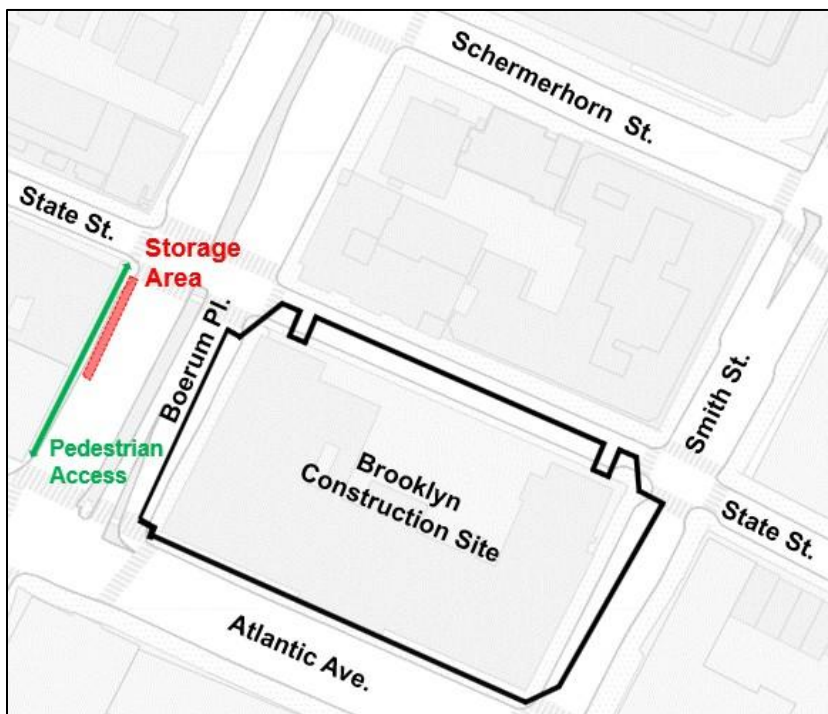 Schermerhorn St.
State St.
Storage
Area
Boerum Pl.
Smith St.
Pedestrian
Access
Brooklyn
Construction Site
State St.
Atlantic Ave.